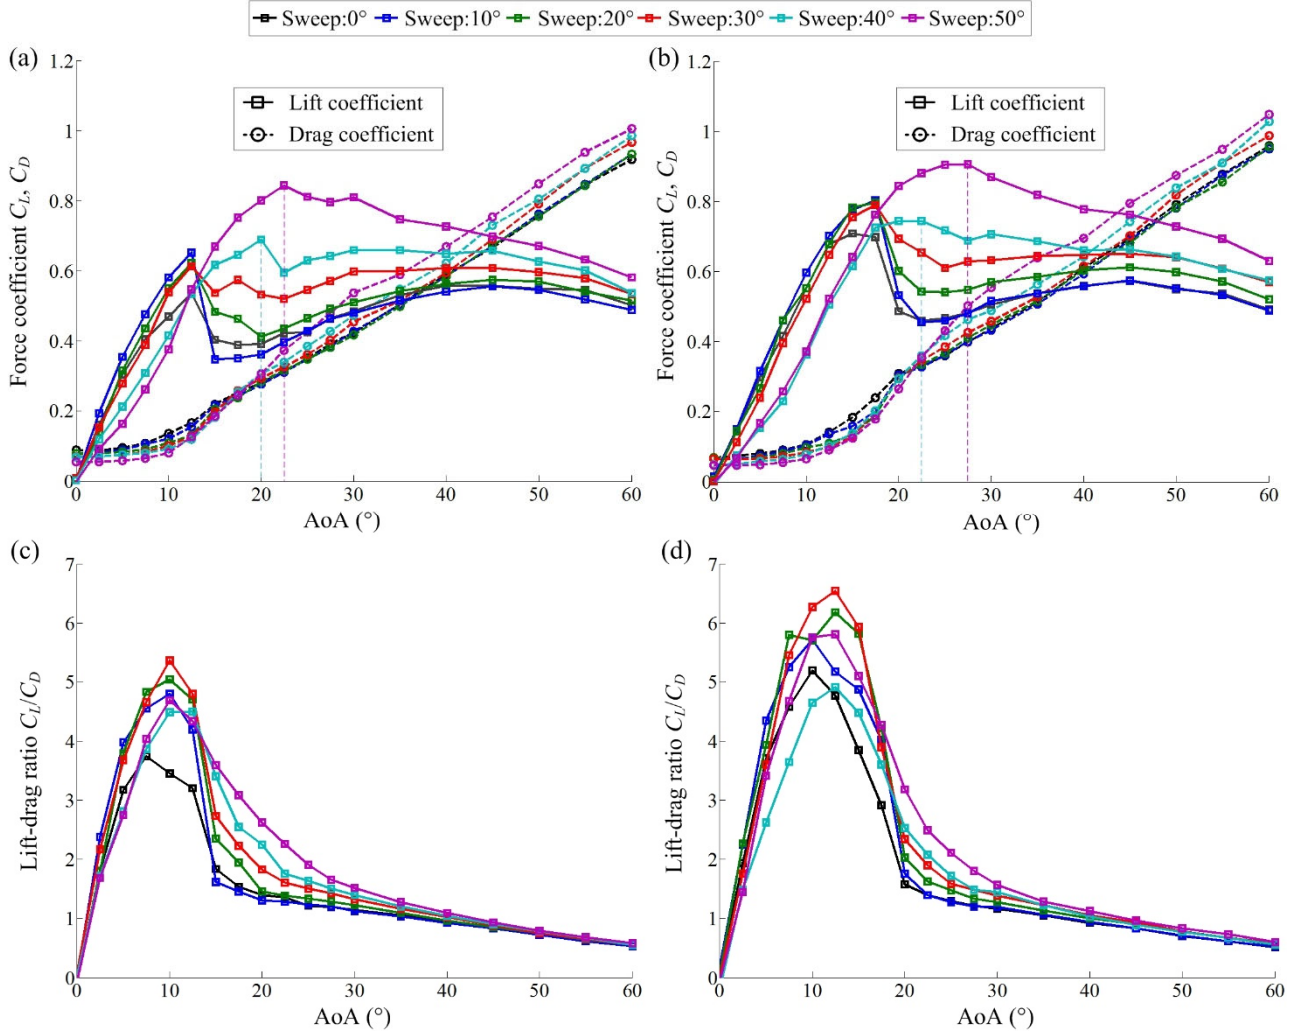 Sweep:0° Sweep:10° Sweep:20° Sweep:30° Sweep:40° Sweep:50°
(a)
1.2
1
0.8
0.6
0.4
0.2
0
Force coefficient C_L, C_D
Lift coefficient
Drag coefficient
0 10 20 30 40 50 60
AoA (°)
(b)
1.2
1
0.8
0.6
0.4
0.2
0
Force coefficient C_L, C_D
Lift coefficient
Drag coefficient
0 10 20 30 40 50 60
AoA (°)
(c)
7
6
5
4
3
2
1
0
Lift-drag ratio C_L/C_D
0 10 20 30 40 50 60
AoA (°)
(d)
7
6
5
4
3
2
1
0
Lift-drag ratio C_L/C_D
0 10 20 30 40 50 60
AoA (°)